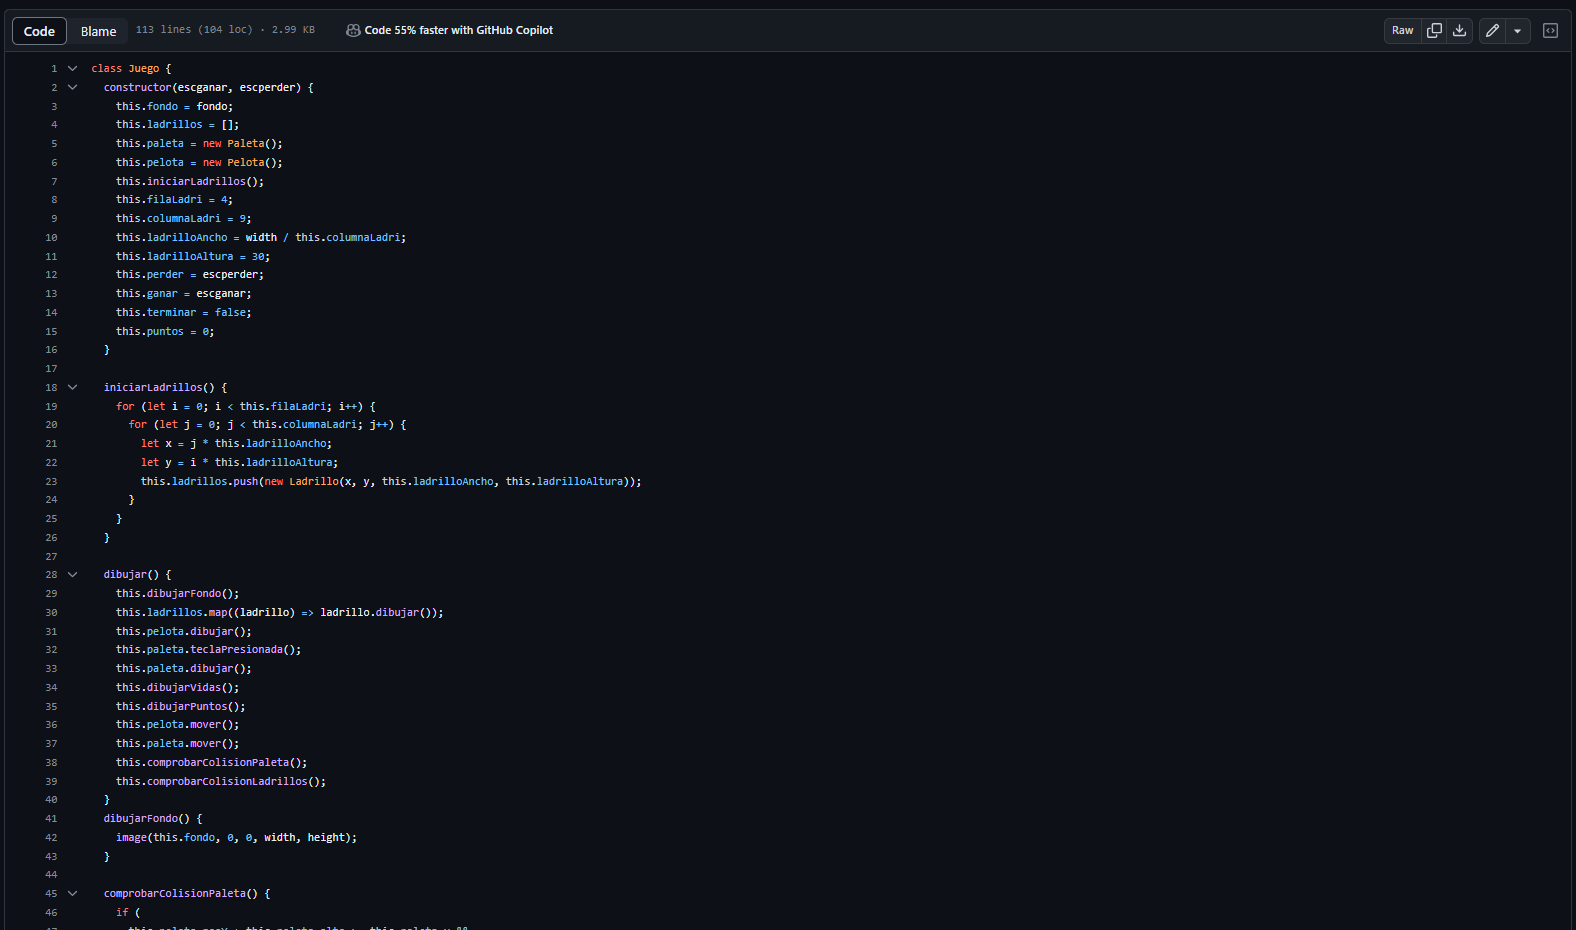 Code Blame 113 lines (104 loc) · 2.99 KB Code 55% faster with GitHub Copilot Raw
1 class Juego {
2 constructor(escganar, escperder) {
3 this.fondo = fondo;
4 this.ladrillos = [];
5 this.paleta = new Paleta();
6 this.pelota = new Pelota();
7 this.iniciarLadrillos();
8 this.filaLadri = 4;
9 this.columnaLadri = 9;
10 this.ladrilloAncho = width / this.columnaLadri;
11 this.ladrilloAltura = 30;
12 this.perder = escperder;
13 this.ganar = escganar;
14 this.terminar = false;
15 this.puntos = 0;
16 }
17
18 iniciarLadrillos() {
19 for (let i = 0; i < this.filaLadri; i++) {
20 for (let j = 0; j < this.columnaLadri; j++) {
21 let x = j * this.ladrilloAncho;
22 let y = i * this.ladrilloAltura;
23 this.ladrillos.push(new Ladrillo(x, y, this.ladrilloAncho, this.ladrilloAltura));
24 }
25 }
26 }
27
28 dibujar() {
29 this.dibujarFondo();
30 this.ladrillos.map((ladrillo) => ladrillo.dibujar());
31 this.pelota.dibujar();
32 this.paleta.teclaPresionada();
33 this.paleta.dibujar();
34 this.dibujarVidas();
35 this.dibujarPuntos();
36 this.pelota.mover();
37 this.paleta.mover();
38 this.comprobarColisionPaleta();
39 this.comprobarColisionLadrillos();
40 }
41 dibujarFondo() {
42 image(this.fondo, 0, 0, width, height);
43 }
44
45 comprobarColisionPaleta() {
46 if (